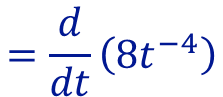 = d/dt (8t⁻⁴)